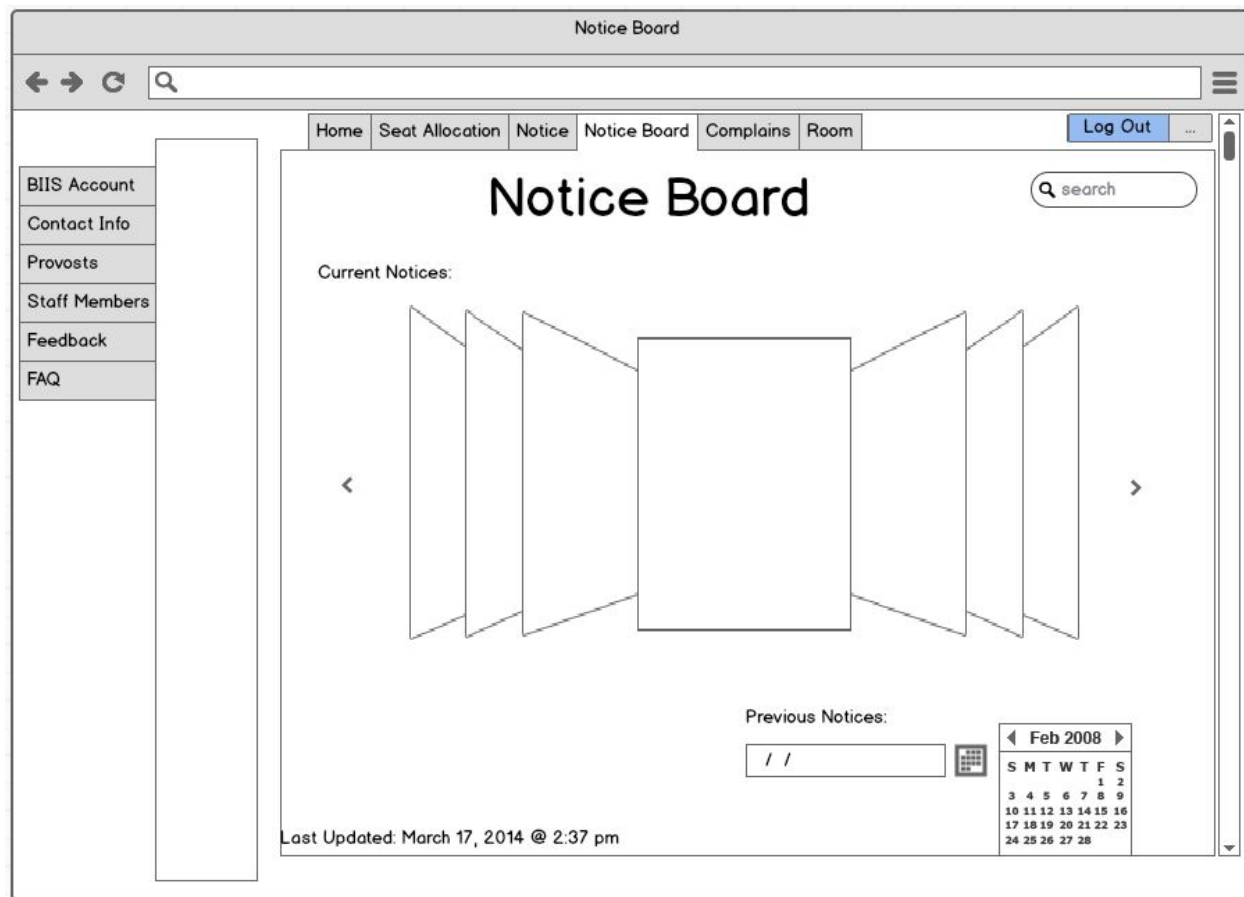 Notice Board
Home Seat Allocation Notice Notice Board Complains Room
Log Out ...
BIIS Account
Contact Info
Provosts
Staff Members
Feedback
FAQ
Notice Board
search
Current Notices:
Previous Notices:
/ /
Feb 2008
S M T W T F S
1 2
3 4 5 6 7 8 9
10 11 12 13 14 15 16
17 18 19 20 21 22 23
24 25 26 27 28
Last Updated: March 17, 2014 @ 2:37 pm